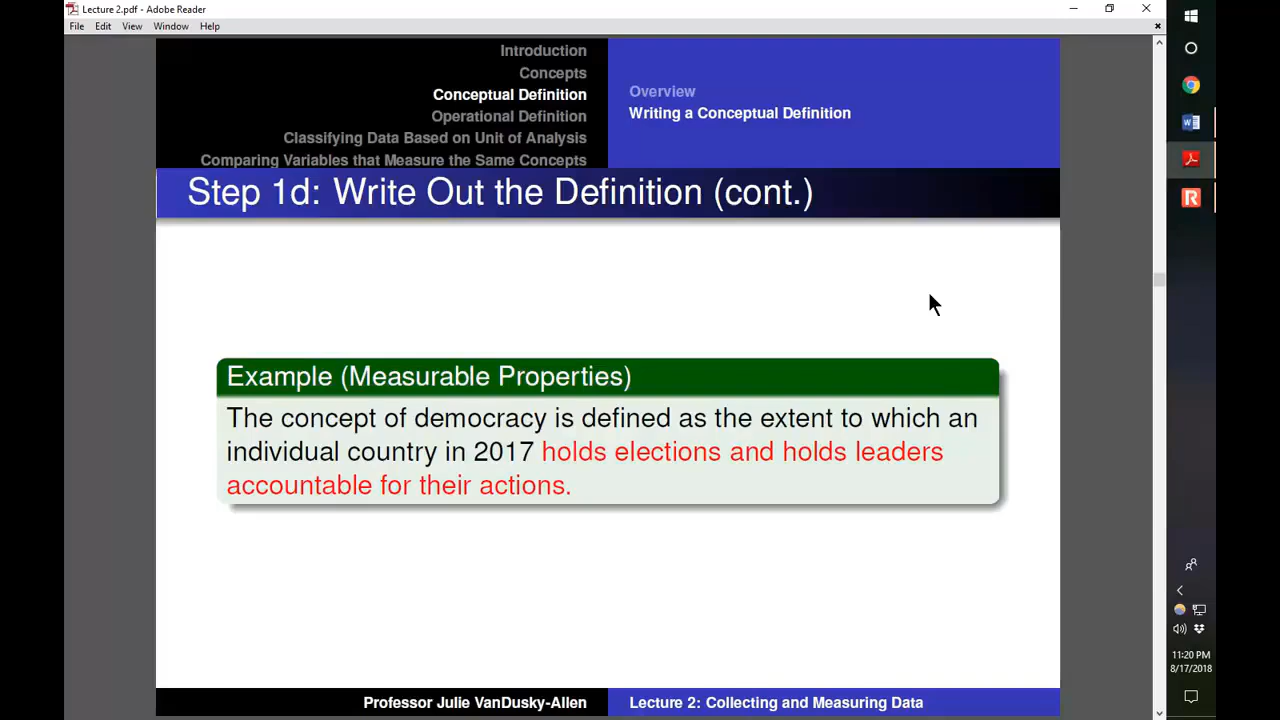 Lecture 2.pdf - Adobe Reader
File Edit View Window Help
Introduction
Concepts
Conceptual Definition
Operational Definition
Classifying Data Based on Unit of Analysis
Comparing Variables that Measure the Same Concepts
Overview
Writing a Conceptual Definition
Step 1d: Write Out the Definition (cont.)
Example (Measurable Properties)
The concept of democracy is defined as the extent to which an
individual country in 2017 holds elections and holds leaders
accountable for their actions.
Professor Julie VanDusky-Allen
Lecture 2: Collecting and Measuring Data
11:20 PM
8/17/2018